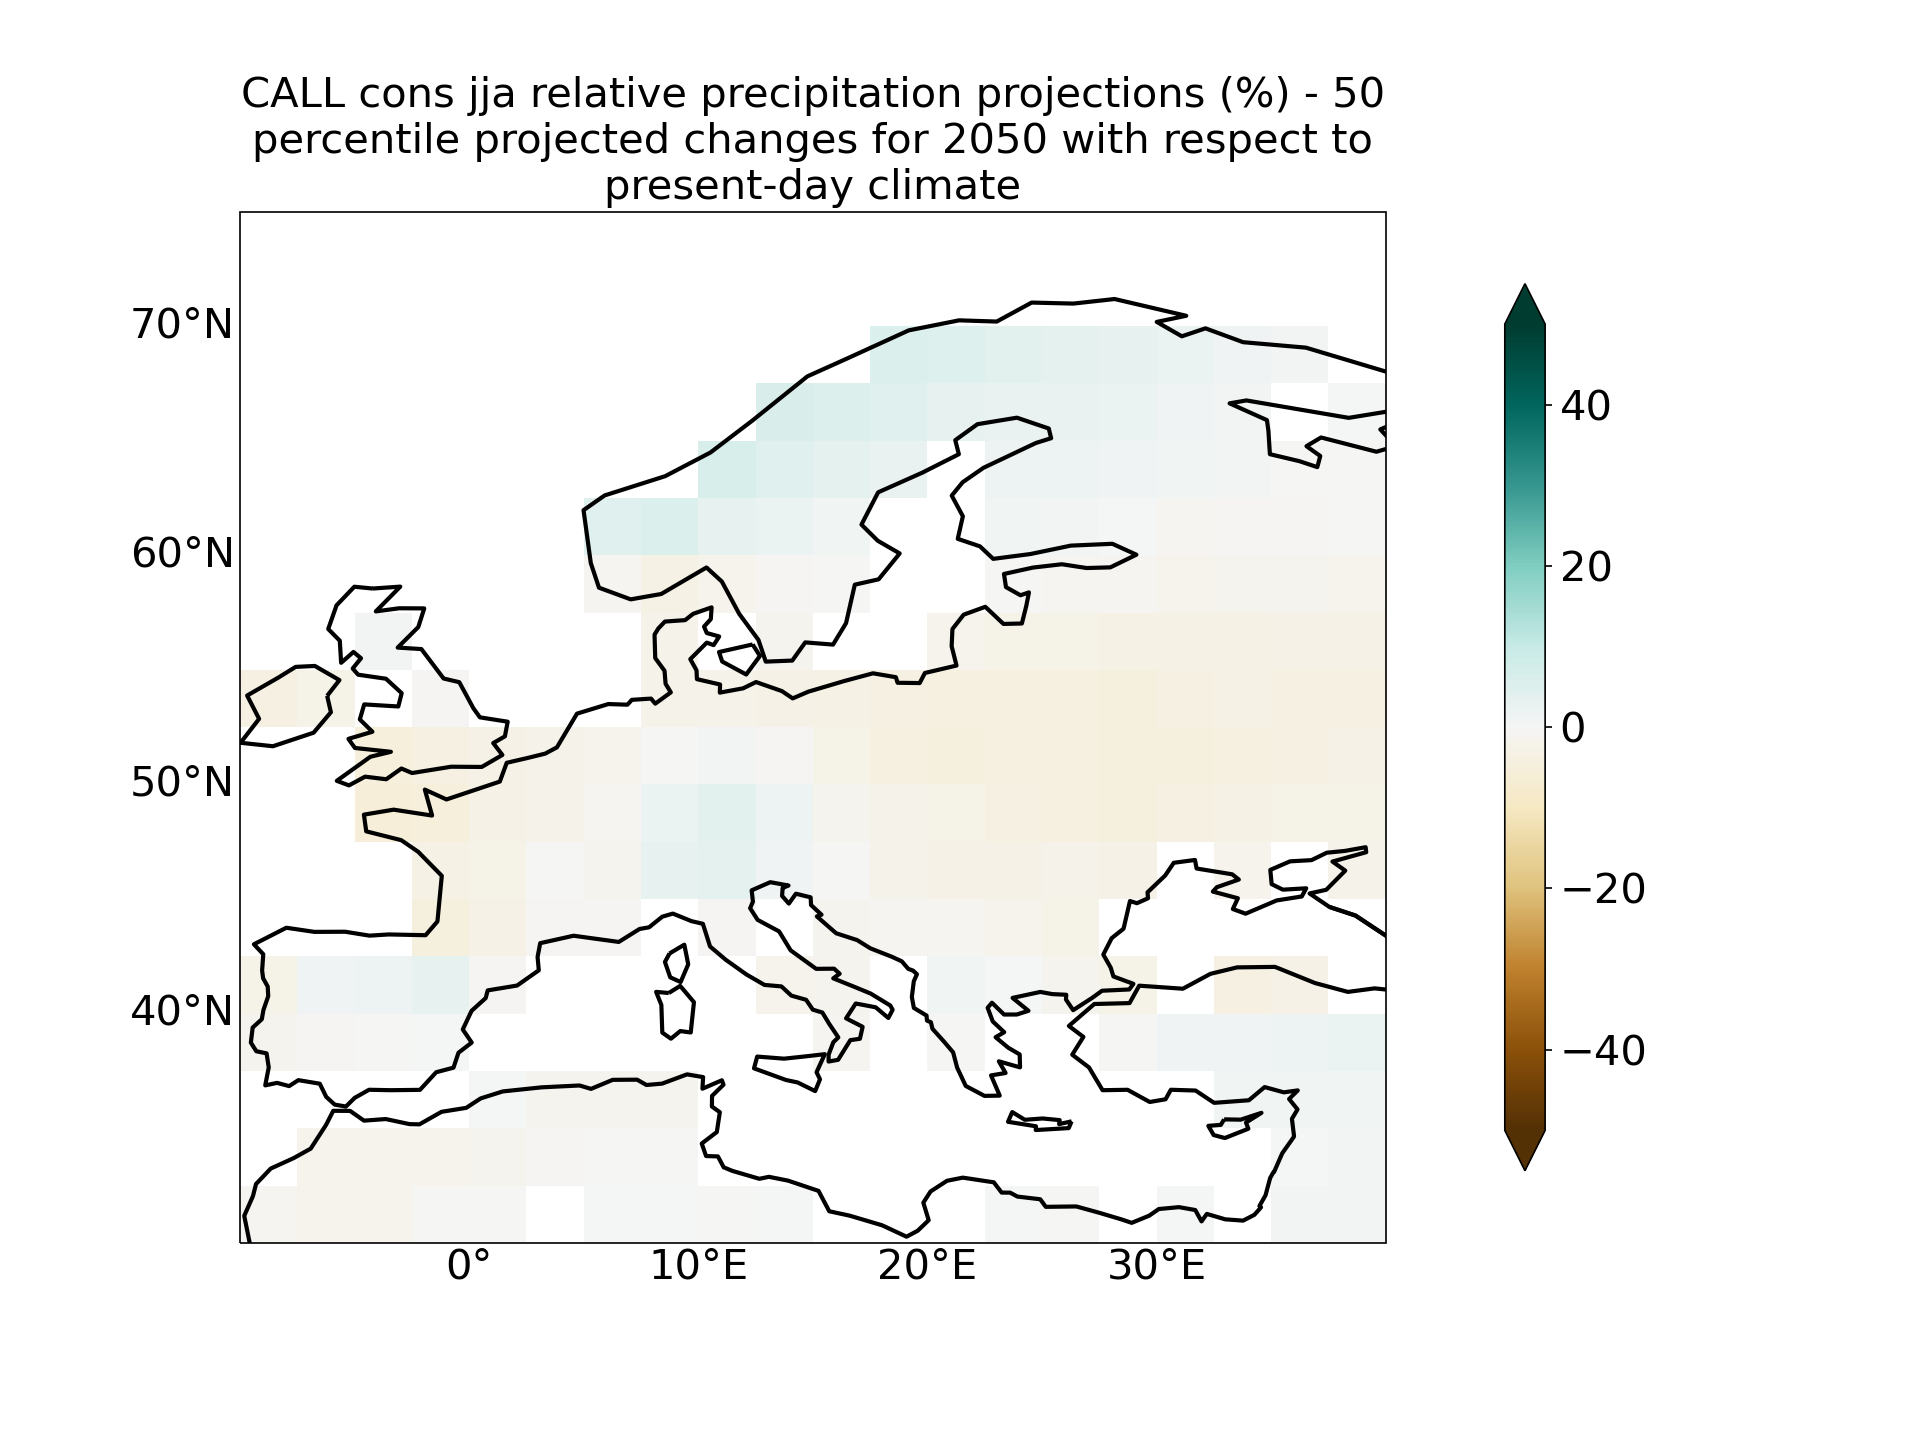 CALL cons jja relative precipitation projections (%) - 50
percentile projected changes for 2050 with respect to
present-day climate
70°N
60°N
50°N
40°N
0°
10°E
20°E
30°E
40
20
0
−20
−40